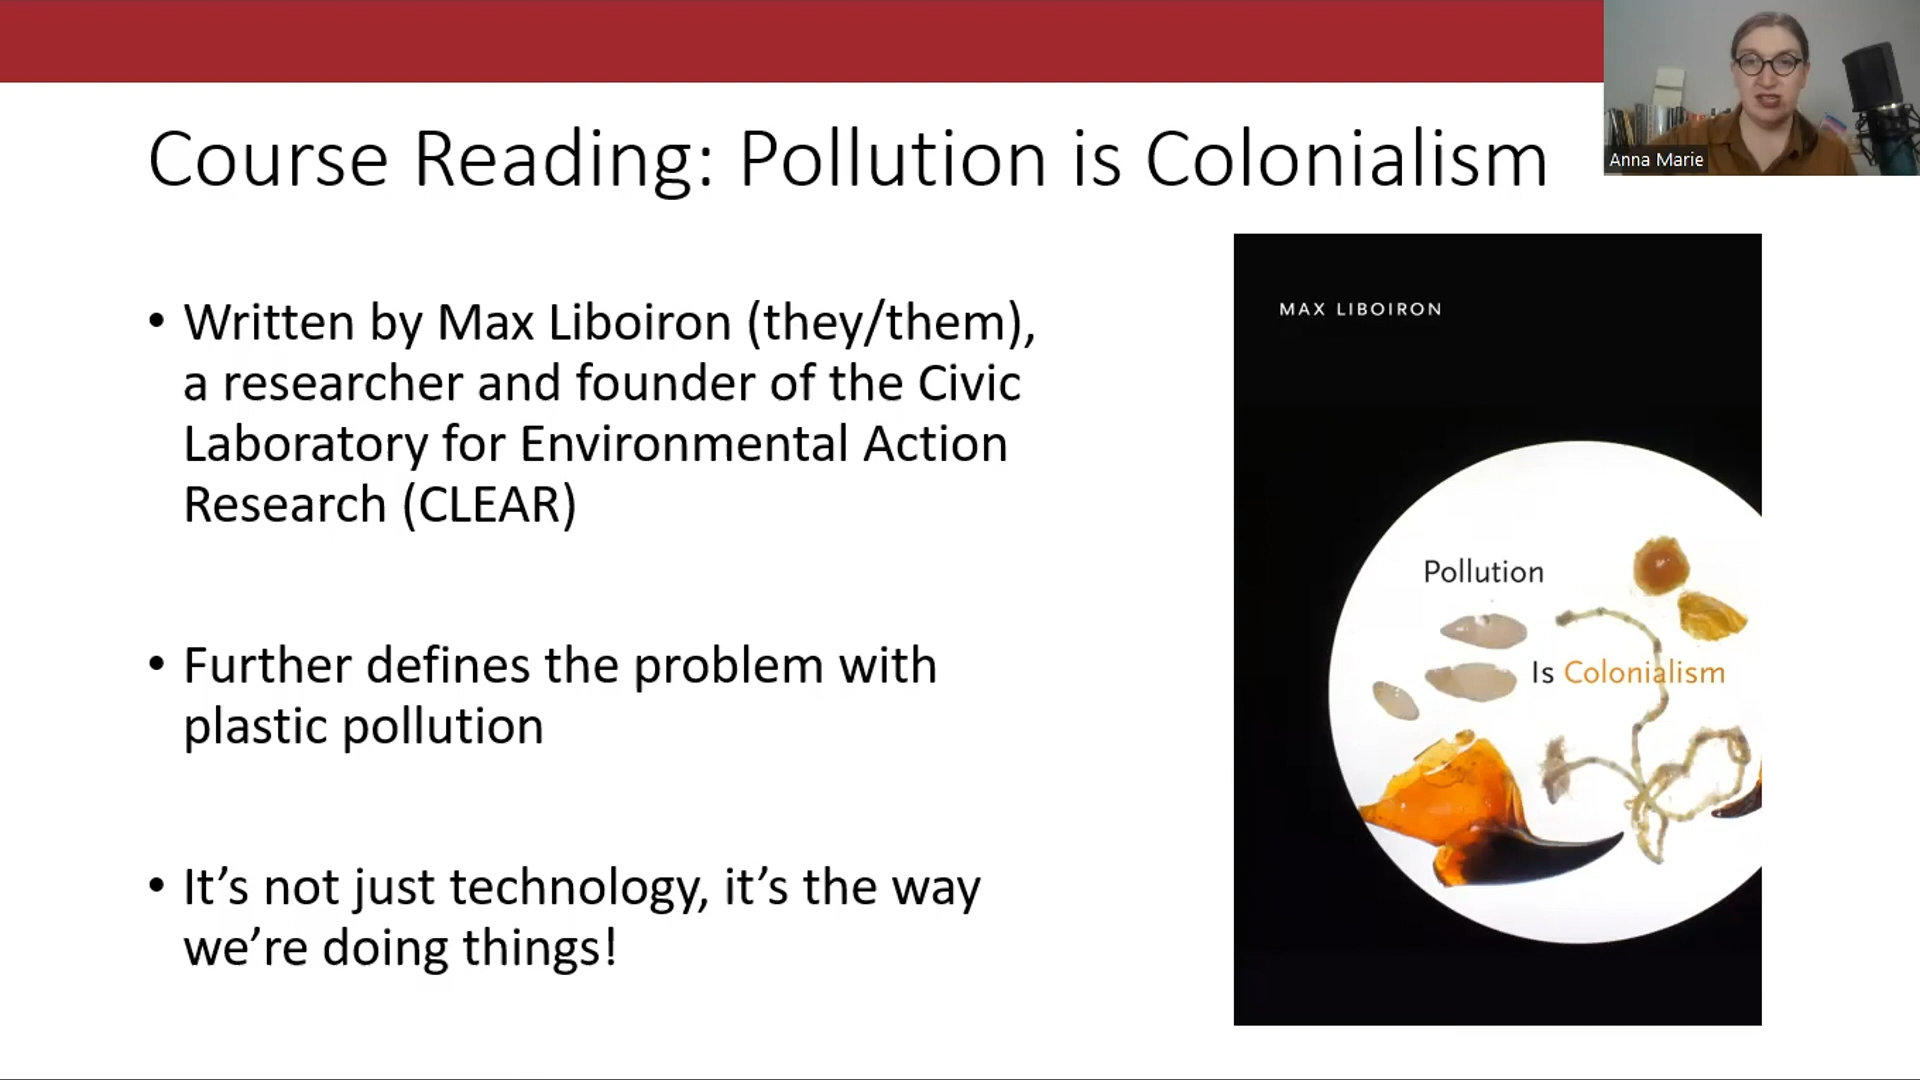 Course Reading: Pollution is Colonialism
Anna Marie
• Written by Max Liboiron (they/them),
a researcher and founder of the Civic
Laboratory for Environmental Action
Research (CLEAR)
• Further defines the problem with
plastic pollution
• It’s not just technology, it’s the way
we’re doing things!
MAX LIBOIRON
Pollution
Is Colonialism